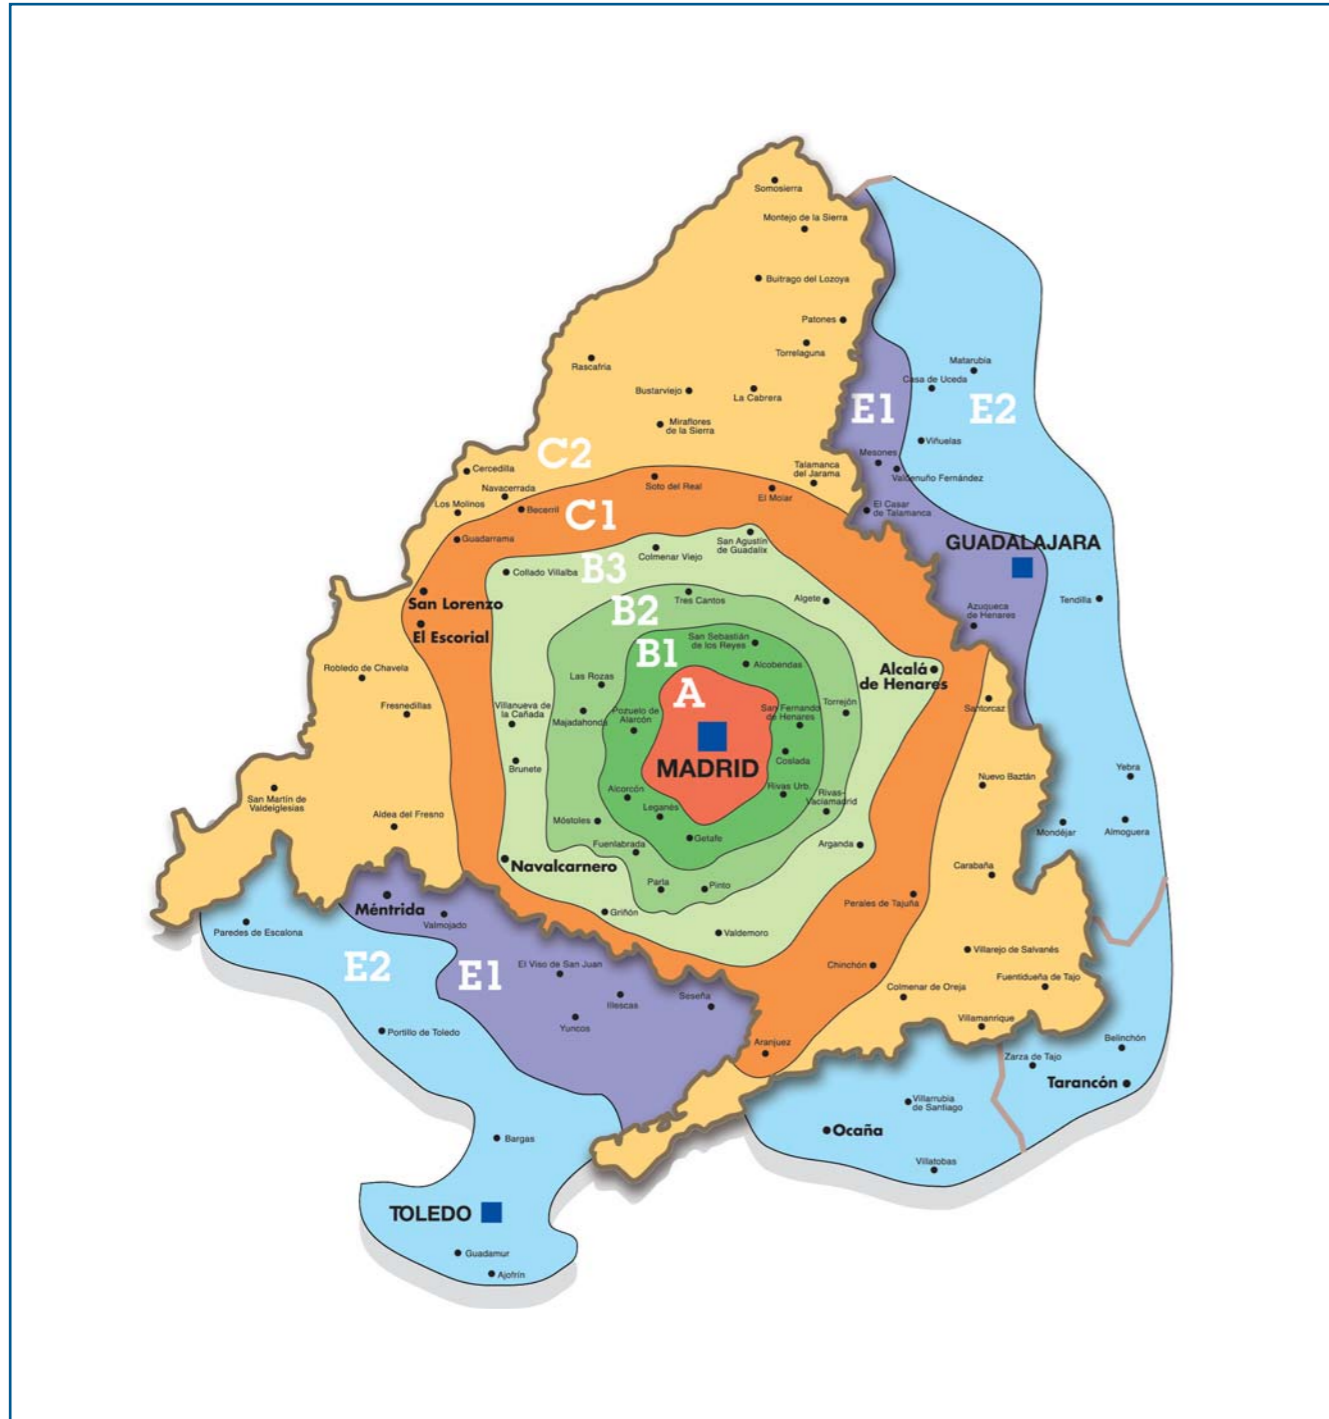 Somosierra
Montejo de la Sierra
Buitrago del Lozoya
Patones
Torrelaguna
Rascafria
Bustarviejo
La Cabrera
Miraflores
de la Sierra
Matarubia
Casa de Uceda
E1
E2
Viñuelas
C2
Cercedilla
Navacerrada
Los Molinos
Becerril
Guadarrama
Soto del Real
El Molar
Talamanca
del Jarama
Mesones
Valdenuño Fernández
El Casar
de Talamanca
C1
GUADALAJARA
San Agustín
de Guadalix
Colmenar Viejo
B3
Collado Villalba
San Lorenzo
El Escorial
Tres Cantos
Algete
Azuqueca
de Henares
Tendilla
B2
B1
San Sebastián
de los Reyes
Alcobendas
Alcalá
de Henares
Robledo de Chavela
Fresnedillas
Las Rozas
Majadahonda
Villanueva de
la Cañada
Pozuelo de
Alarcón
A
MADRID
San Fernando
de Henares
Torrejón
Santorcaz
Brunete
Coslada
Rivas Urb.
Rivas-
Vaciamadrid
Nuevo Baztán
Yebra
San Martín de
Valdeiglesias
Aldea del Fresno
Alcorcón
Leganés
Móstoles
Getafe
Fuenlabrada
Arganda
Mondéjar
Almoguera
Navalcarnero
Parla
Pinto
Carabaña
Méntrida
Valmojado
Griñón
Valdemoro
Perales de Tajuña
Paredes de Escalona
E2
E1
El Viso de San Juan
Illescas
Seseña
Yuncos
Chinchón
Villarejo de Salvanés
Fuentidueña de Tajo
Colmenar de Oreja
Villamanrique
Portillo de Toledo
Aranjuez
Belinchón
Zarza de Tajo
Tarancón
Villarrubia
de Santiago
Ocaña
Villatobas
Bargas
TOLEDO
Guadamur
Ajofrín